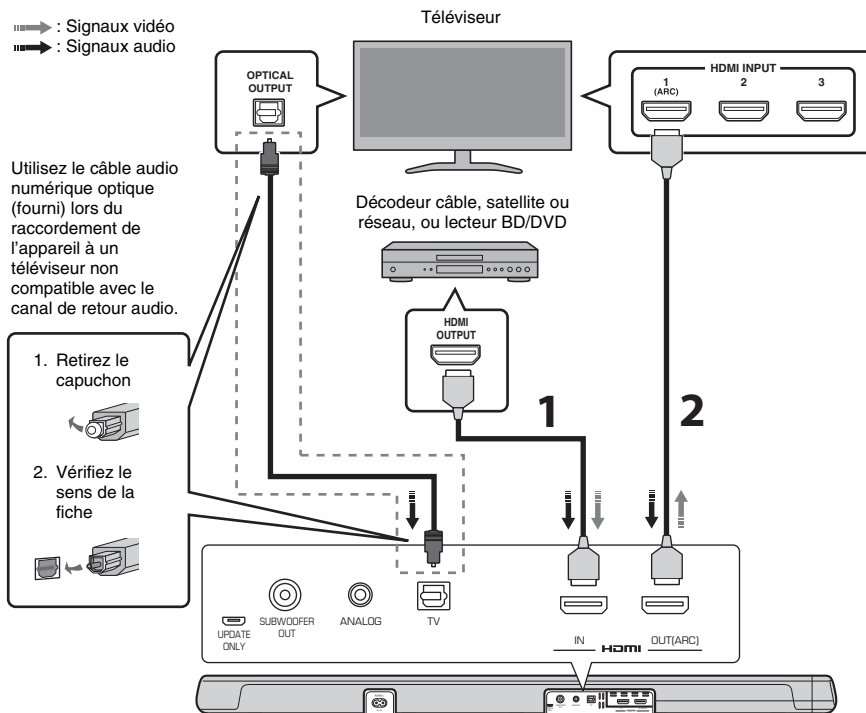 : Signaux vidéo
: Signaux audio
Téléviseur
OPTICAL
OUTPUT
HDMI INPUT
1
(ARC)
2
3
Utilisez le câble audio
numérique optique
(fourni) lors du
raccordement de
l'appareil à un
téléviseur non
compatible avec le
canal de retour audio.
Décodeur câble, satellite ou
réseau, ou lecteur BD/DVD
HDMI
OUTPUT
1. Retirez le
capuchon
2. Vérifiez le
sens de la
fiche
1
2
UPDATE
ONLY
SUBWOOFER
OUT
ANALOG
TV
IN
HDMI
OUT(ARC)